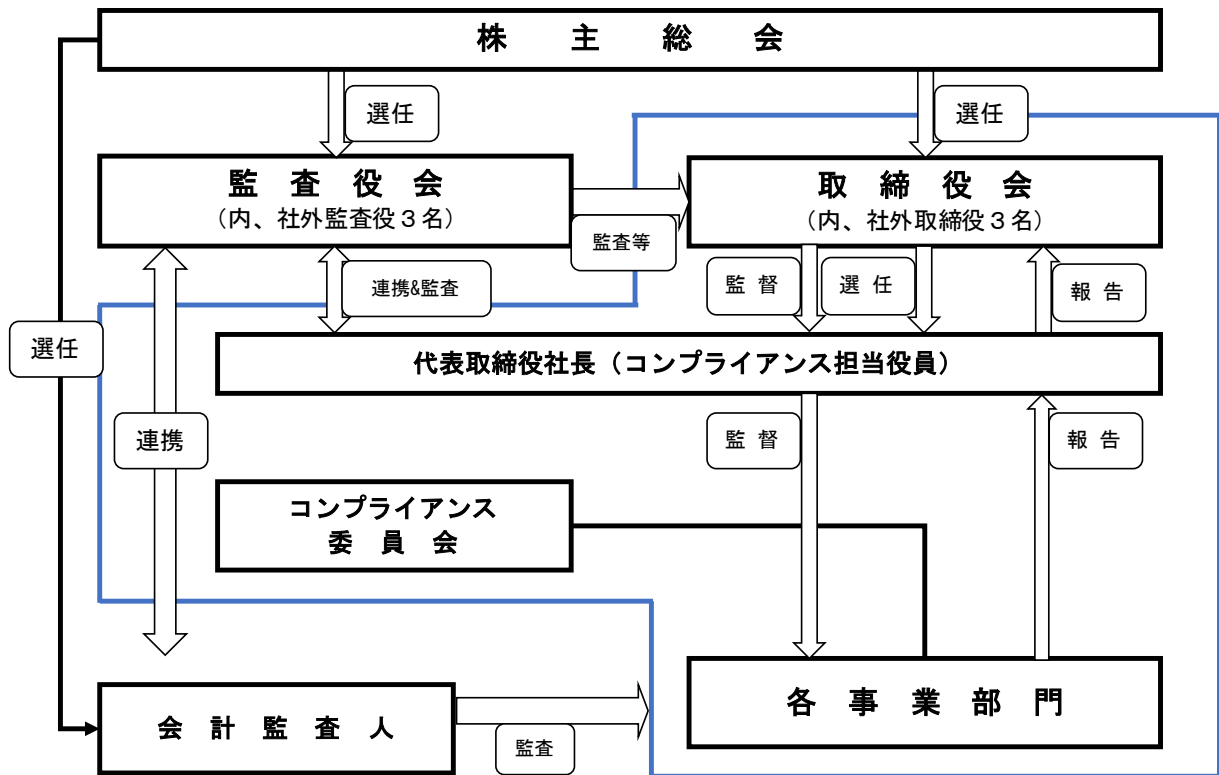 株 主 総 会
選任
選任
監 査 役 会
（内、社外監査役３名）
取 締 役 会
（内、社外取締役３名）
監査等
連携&監査
監 督
選 任
報 告
選任
代表取締役社長（コンプライアンス担当役員）
連携
監 督
報 告
コンプライアンス
委 員 会
各 事 業 部 門
会 計 監 査 人
監査